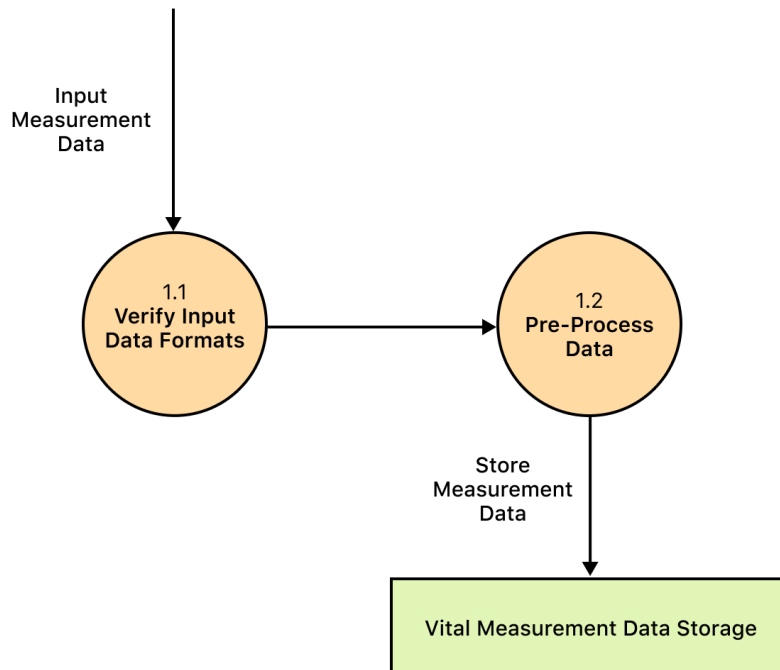 Input
Measurement
Data
1.1
Verify Input
Data Formats
1.2
Pre-Process
Data
Store
Measurement
Data
Vital Measurement Data Storage